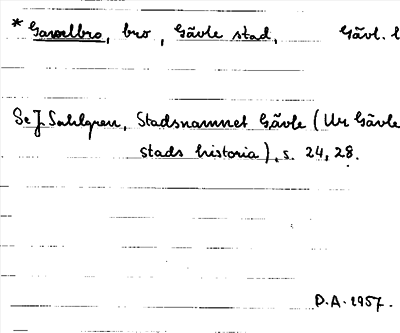 * Gavelbro, bro, Gävle stad, Gävl. l
Se J. Sahlgren, Stadsnamnet Gävle (Ur Gävle
stads historia), s. 24, 28.
D.A. 1957.